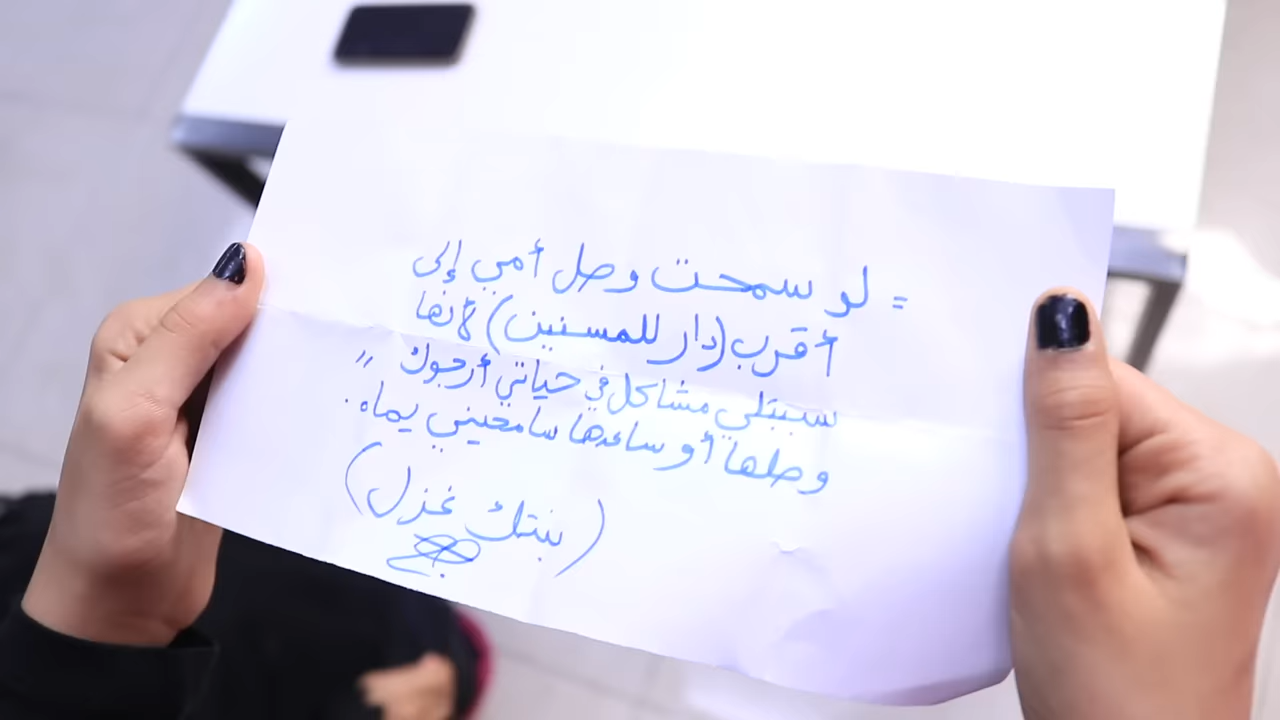 = لو سمحت وصل أمي إلى
أقرب (دار للمسنين) لأنها
سببتلي مشاكل في حياتي أرجوك "
وصلها أو ساعدها سامحيني يماه.
(بنتك غزل)